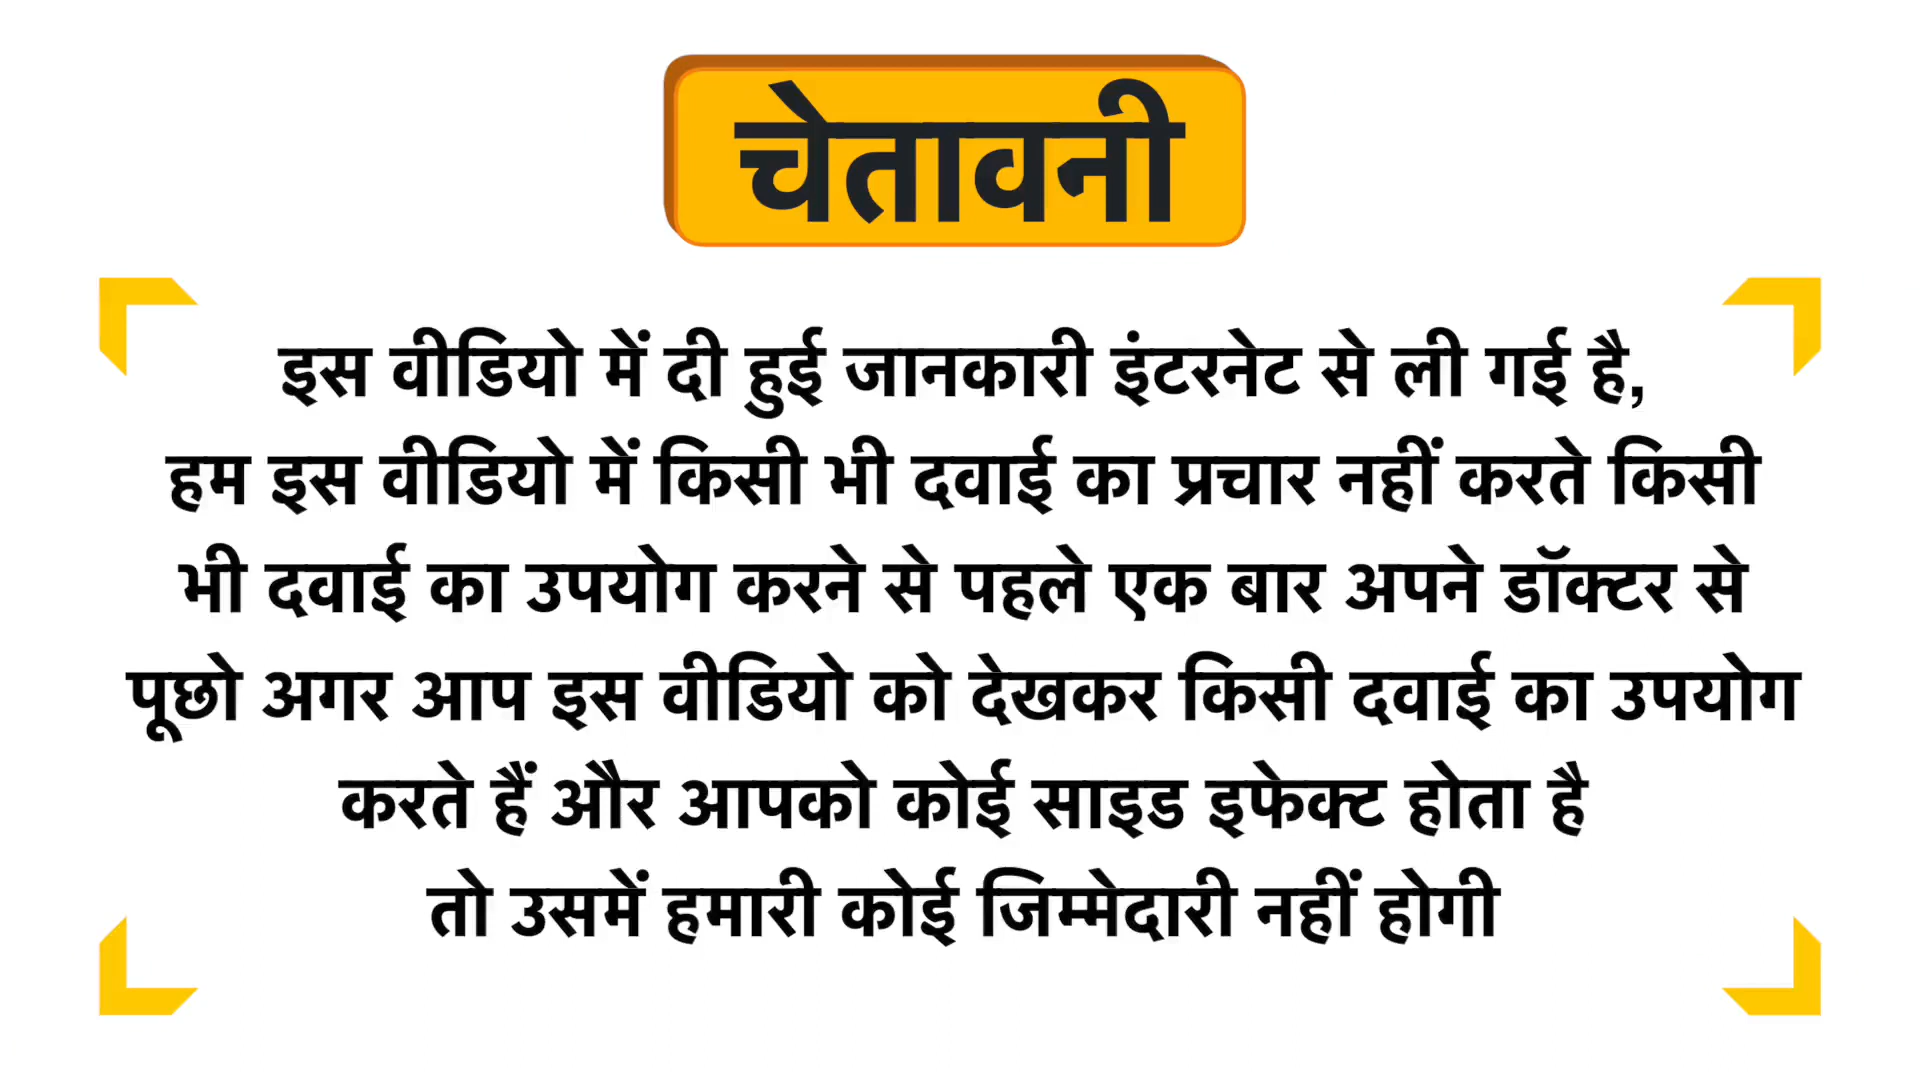 चेतावनी
इस वीडियो में दी हुई जानकारी इंटरनेट से ली गई है,
हम इस वीडियो में किसी भी दवाई का प्रचार नहीं करते किसी
भी दवाई का उपयोग करने से पहले एक बार अपने डॉक्टर से
पूछो अगर आप इस वीडियो को देखकर किसी दवाई का उपयोग
करते हैं और आपको कोई साइड इफेक्ट होता है
तो उसमें हमारी कोई जिम्मेदारी नहीं होगी